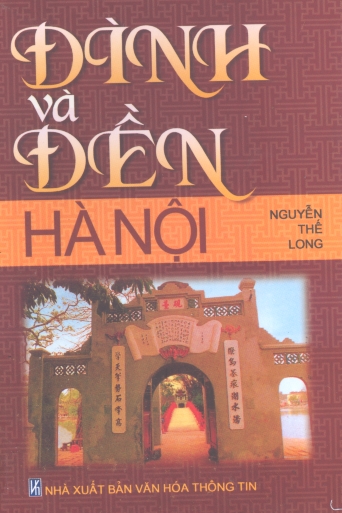 ĐÌNH
và
ĐỀN
HÀ NỘI
NGUYỄN
THẾ
LONG
NHÀ XUẤT BẢN VĂN HÓA THÔNG TIN